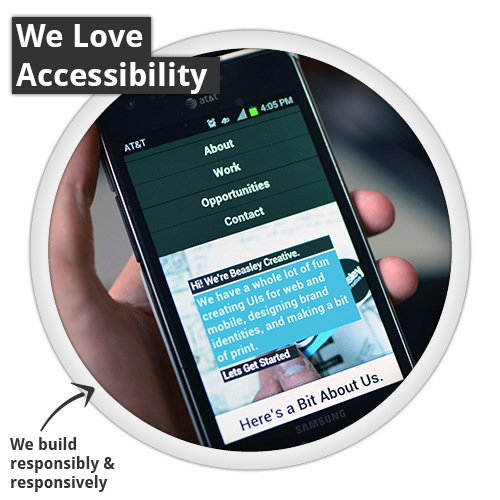 We Love
Accessibility
at&t
4:05 PM
AT&T
About
Work
Opportunities
Contact
Hi! We're Beasley Creative.
We have a whole lot of fun
creating UIs for web and
mobile, designing brand
identities, and making a bit
of print.
Lets Get Started
Here's a Bit About Us.
SAMSUNG
We build
responsibly &
responsively